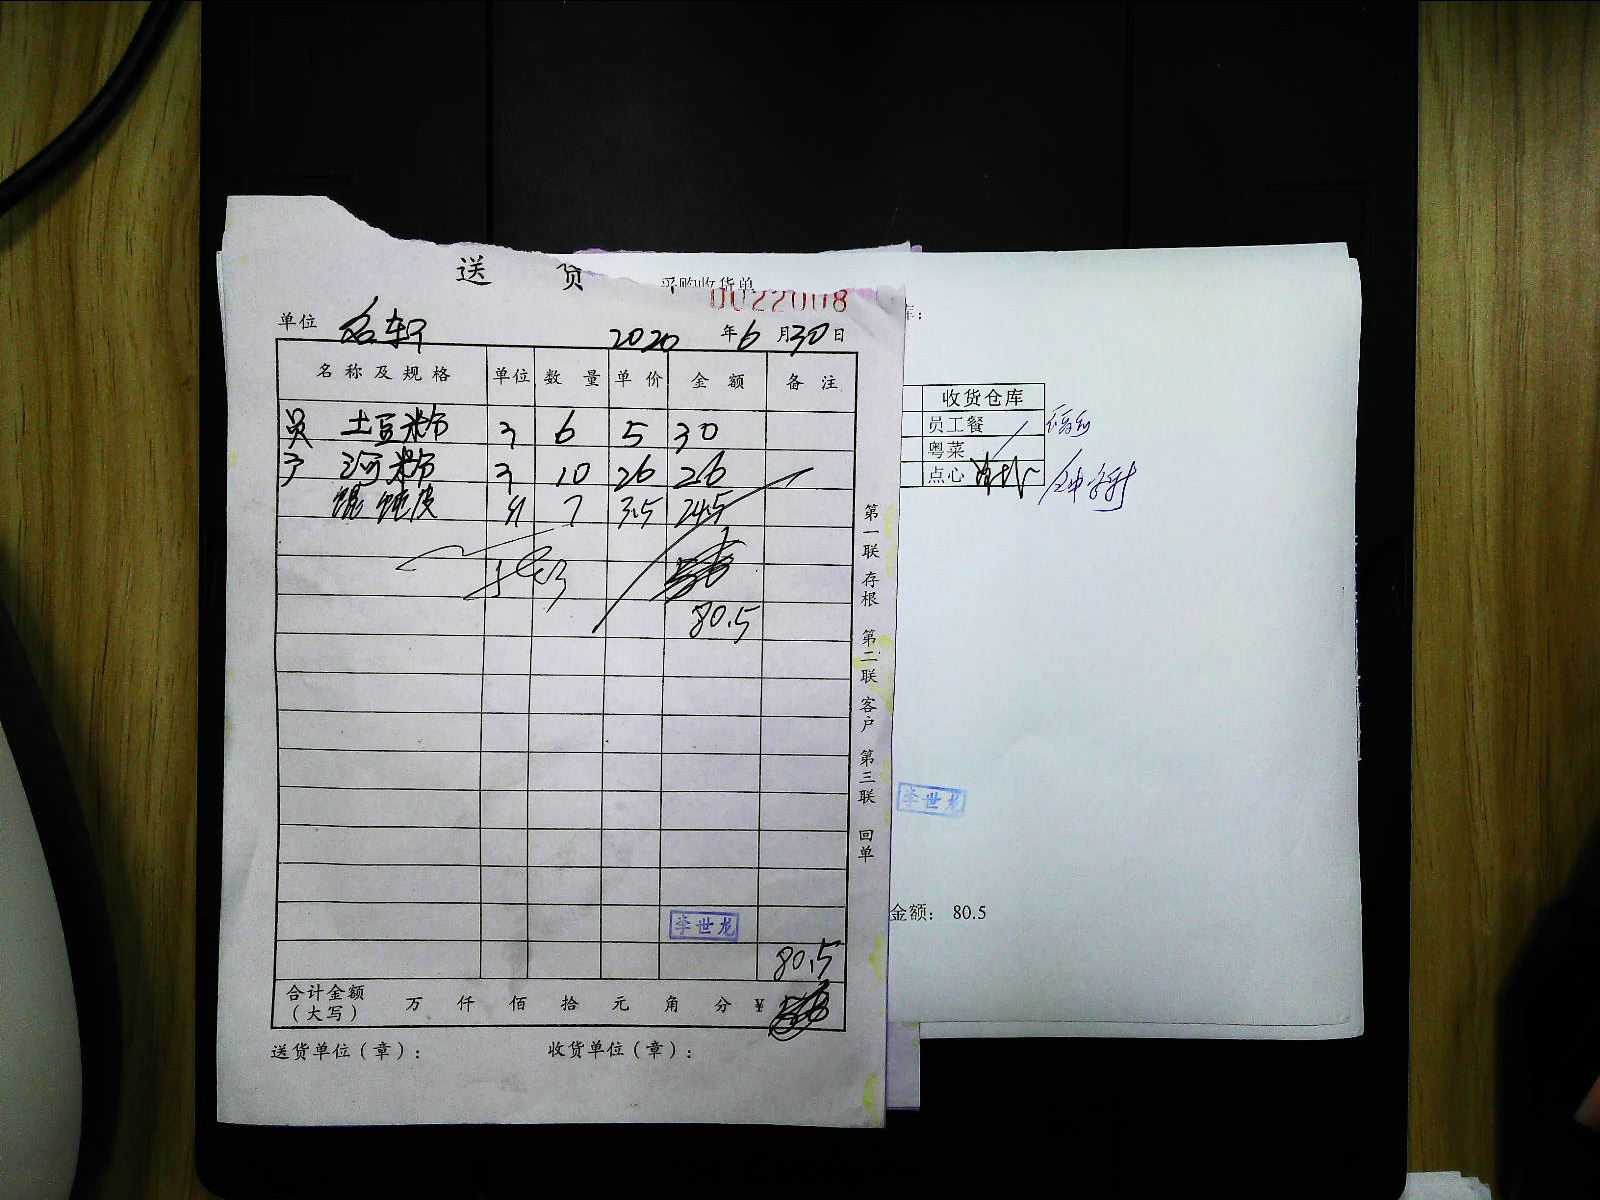 送 货
采购收货单
0022008
单位 名轩 2020 年 6 月 30 日
库：
名称及规格 单位 数量 单价 金额 备注
员 土豆粉 3 6 5 30
河粉 3 10 26 26
馄饨皮 7 3.5 24.5
80.5
收货仓库
员工餐
粤菜
点心
第一联 存根 第二联 客户 第三联 回单
李世龙
李世龙
金额： 80.5
80.5
合计金额（大写） 万 仟 佰 拾 元 角 分 ¥
送货单位（章）： 收货单位（章）：